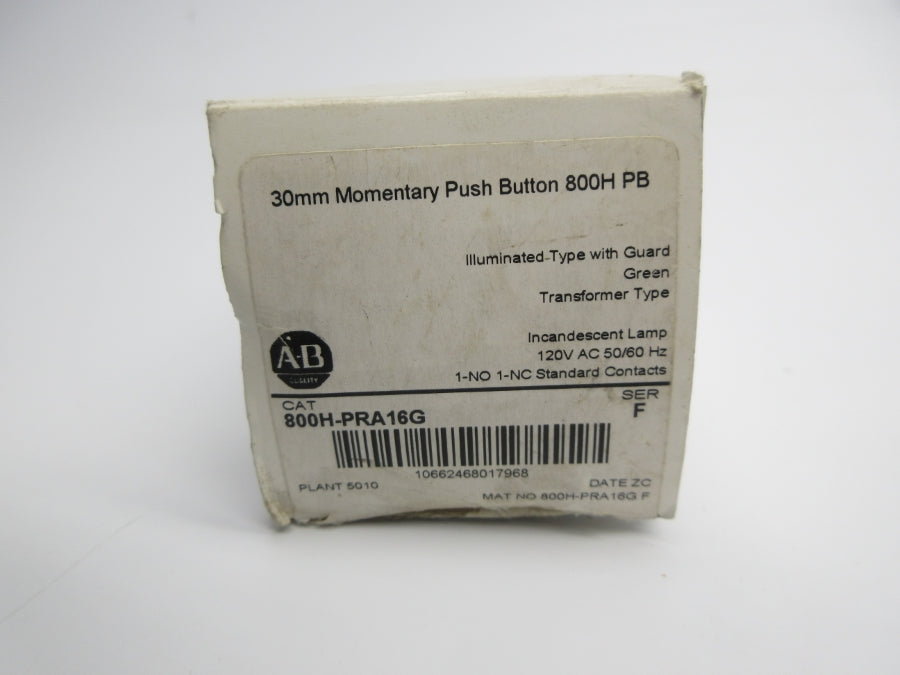 30mm Momentary Push Button 800H PB
Illuminated Type with Guard
Green
Transformer Type
Incandescent Lamp
120V AC 50/60 Hz
1-NO 1-NC Standard Contacts
A-B
QUALITY
CAT
SER
800H-PRA16G
F
10662468017968
PLANT 5010
DATE ZC
MAT NO 800H-PRA16G F